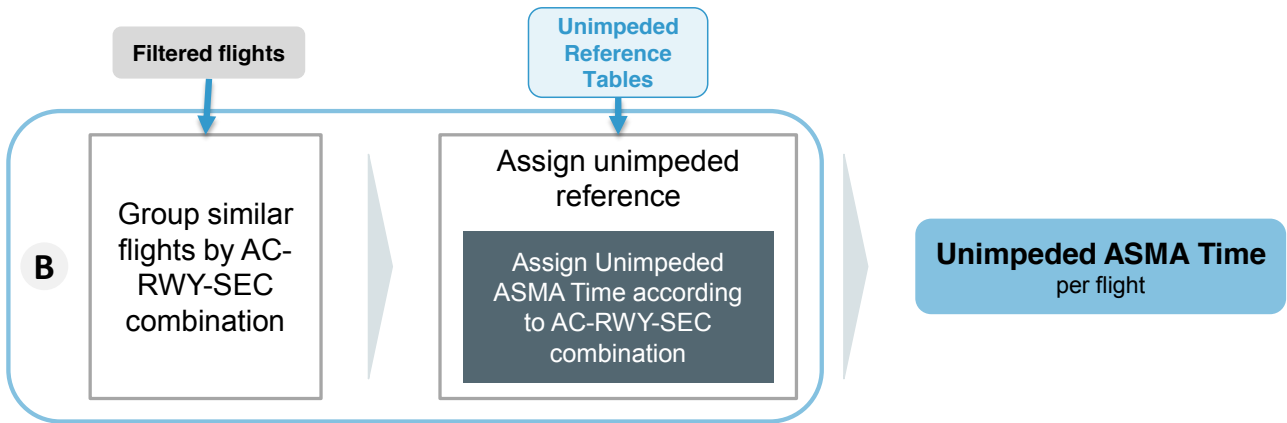 Filtered flights
Unimpeded
Reference
Tables
B
Group similar
flights by AC-
RWY-SEC
combination
Assign unimpeded
reference
Assign Unimpeded
ASMA Time according
to AC-RWY-SEC
combination
Unimpeded ASMA Time
per flight